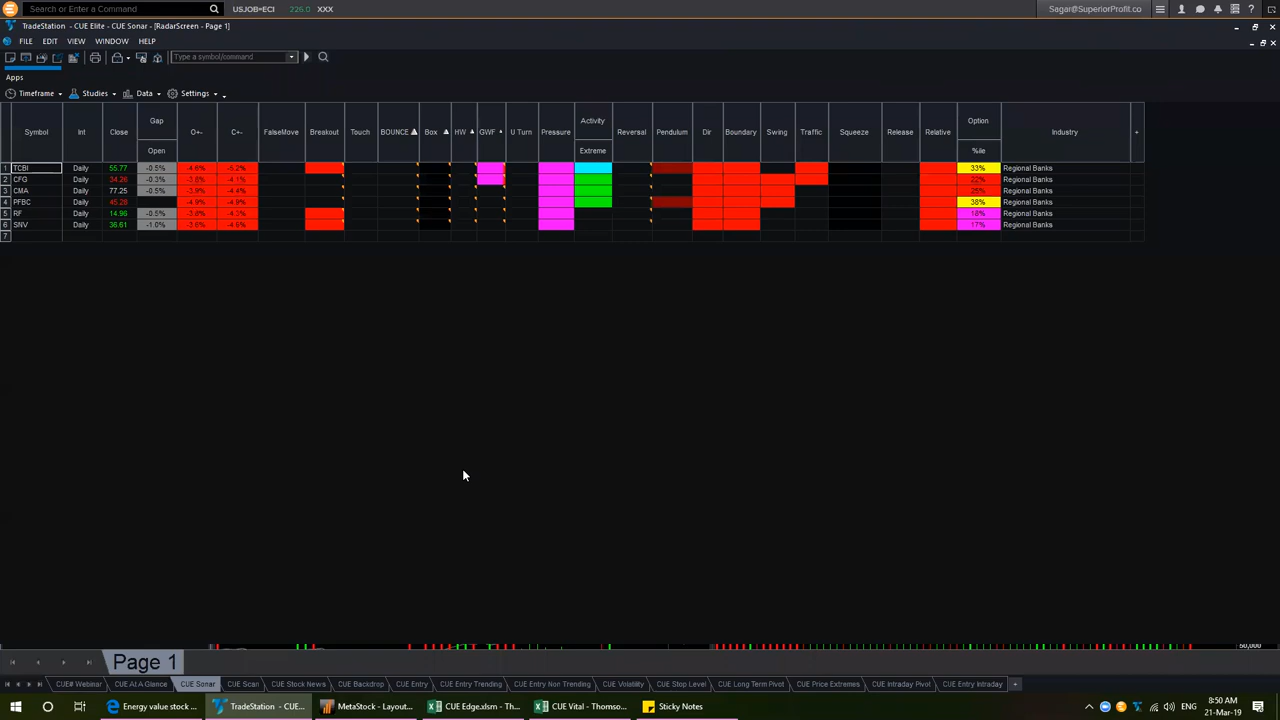 Search or Enter a Command USJOB=ECI 226.0 XXX Sagar@SuperiorProfit.co
TradeStation - CUE Elite - CUE Sonar - [RadarScreen - Page 1]
FILE EDIT VIEW WINDOW HELP
Type a symbol/command
Apps
Timeframe Studies Data Settings
Symbol Int Close Gap Open O+- C+- FalseMove Breakout Touch BOUNCE Box HW GWF U Turn Pressure Activity Extreme Reversal Pendulum Dir Boundary Swing Traffic Squeeze Release Relative Option %ile Industry +
1 TCBI Daily 55.77 -0.5% -4.6% -5.2% 33% Regional Banks
2 CFG Daily 34.26 -0.3% -3.8% -4.1% 22% Regional Banks
3 CMA Daily 77.25 -0.5% -3.9% -4.4% 25% Regional Banks
4 PFBC Daily 45.28 -4.9% -4.9% 38% Regional Banks
5 RF Daily 14.96 -0.5% -3.8% -4.3% 18% Regional Banks
6 SNV Daily 36.61 -1.0% -3.6% -4.6% 17% Regional Banks
7
50,000
Page 1
CUE# Webinar CUE At A Glance CUE Sonar CUE Scan CUE Stock News CUE Backdrop CUE Entry CUE Entry Trending CUE Entry Non Trending CUE Volatility CUE Stop Level CUE Long Term Pivot CUE Price Extremes CUE Intraday Pivot CUE Entry Intraday +
Energy value stock ... TradeStation - CUE... MetaStock - Layout... CUE Edge.xlsm - Th... CUE Vital - Thomso... Sticky Notes ENG 8:50 AM
21-Mar-19